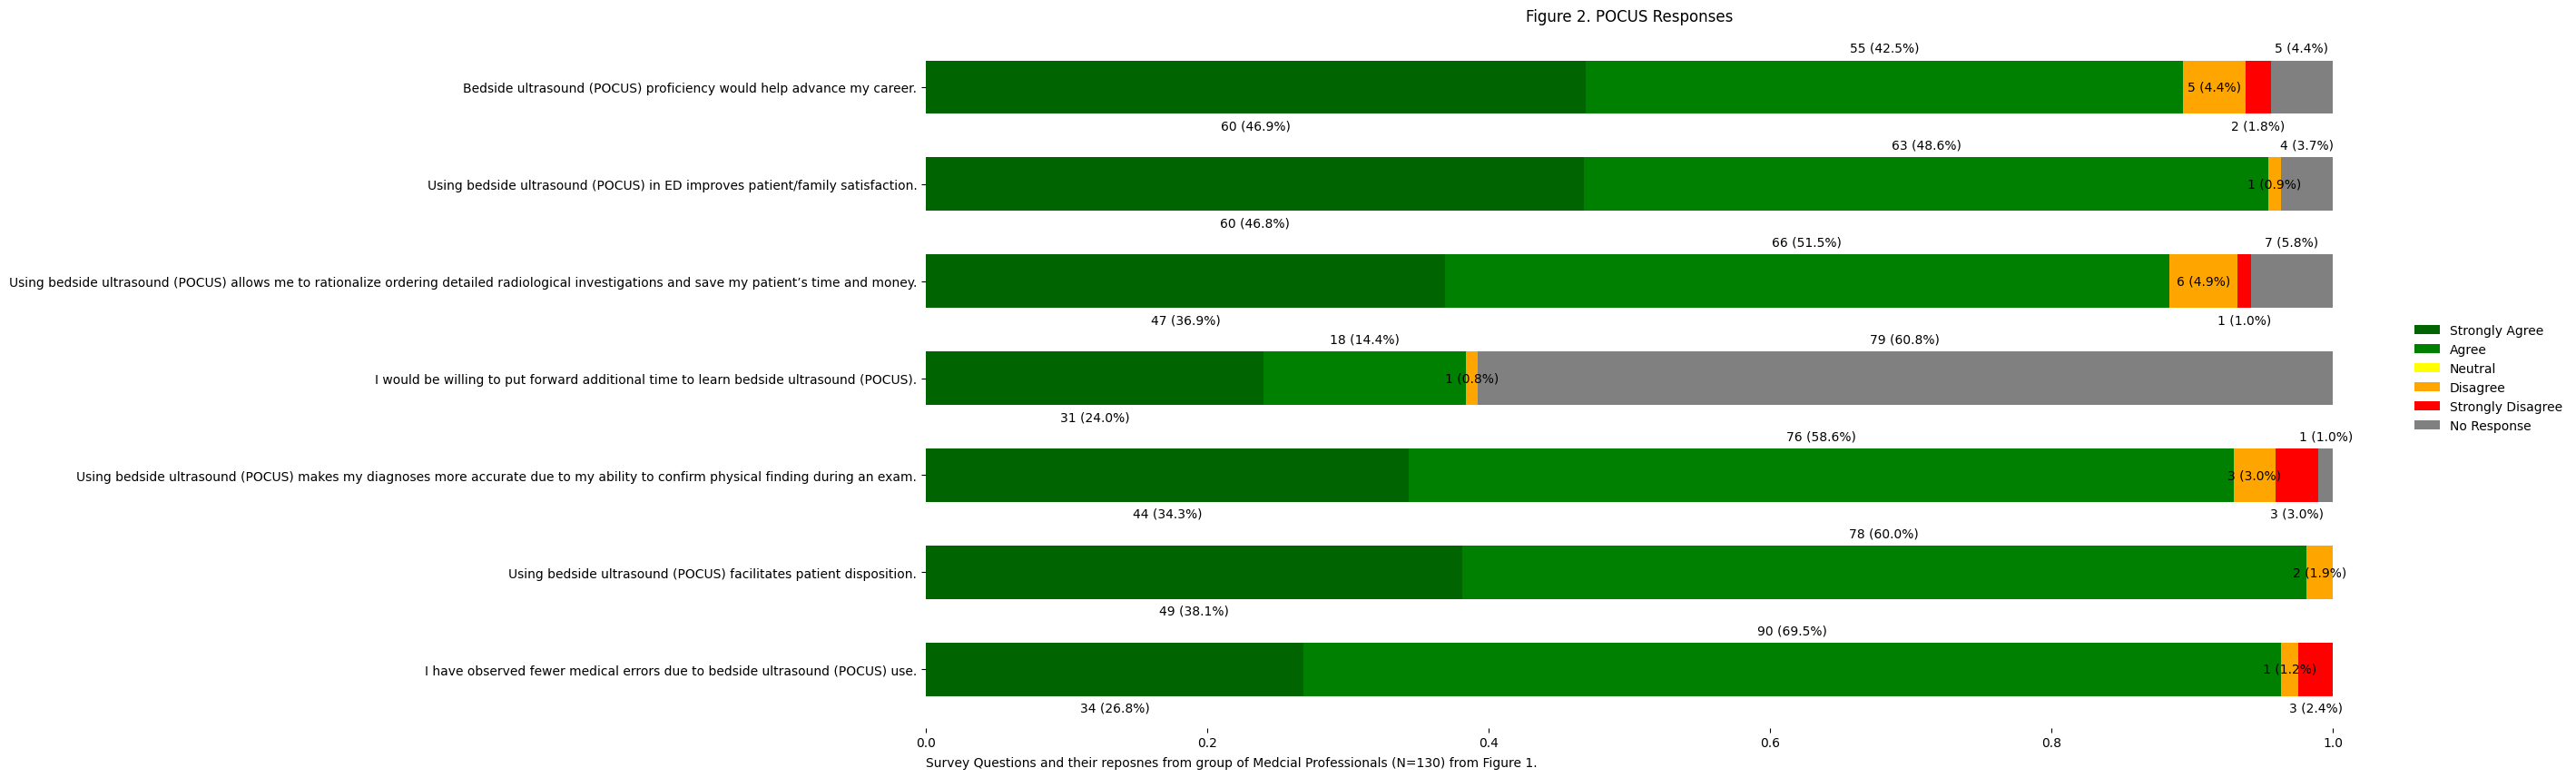 Figure 2. POCUS Responses
55 (42.5%) 5 (4.4%)
Bedside ultrasound (POCUS) proficiency would help advance my career. 5 (4.4%)
60 (46.9%) 2 (1.8%)
63 (48.6%) 4 (3.7%)
Using bedside ultrasound (POCUS) in ED improves patient/family satisfaction. 1 (0.9%)
60 (46.8%)
66 (51.5%) 7 (5.8%)
Using bedside ultrasound (POCUS) allows me to rationalize ordering detailed radiological investigations and save my patient’s time and money. 6 (4.9%)
47 (36.9%) 1 (1.0%)
18 (14.4%) 79 (60.8%)
I would be willing to put forward additional time to learn bedside ultrasound (POCUS). 1 (0.8%)
31 (24.0%)
76 (58.6%) 1 (1.0%)
Using bedside ultrasound (POCUS) makes my diagnoses more accurate due to my ability to confirm physical finding during an exam. 3 (3.0%)
44 (34.3%) 3 (3.0%)
78 (60.0%)
Using bedside ultrasound (POCUS) facilitates patient disposition. 2 (1.9%)
49 (38.1%)
90 (69.5%)
I have observed fewer medical errors due to bedside ultrasound (POCUS) use. 1 (1.2%)
34 (26.8%) 3 (2.4%)
0.0 0.2 0.4 0.6 0.8 1.0
Survey Questions and their reposnes from group of Medcial Professionals (N=130) from Figure 1.
Strongly Agree
Agree
Neutral
Disagree
Strongly Disagree
No Response